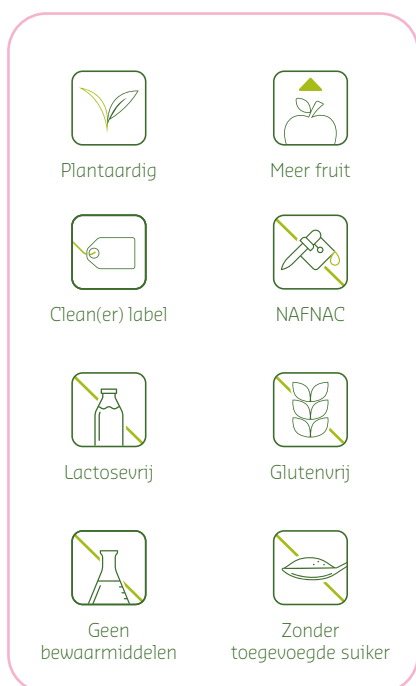 Plantaardig
Meer fruit
Clean(er) label
NAFNAC
Lactosevrij
Glutenvrij
Geen
bewaarmiddelen
Zonder
toegevoegde suiker